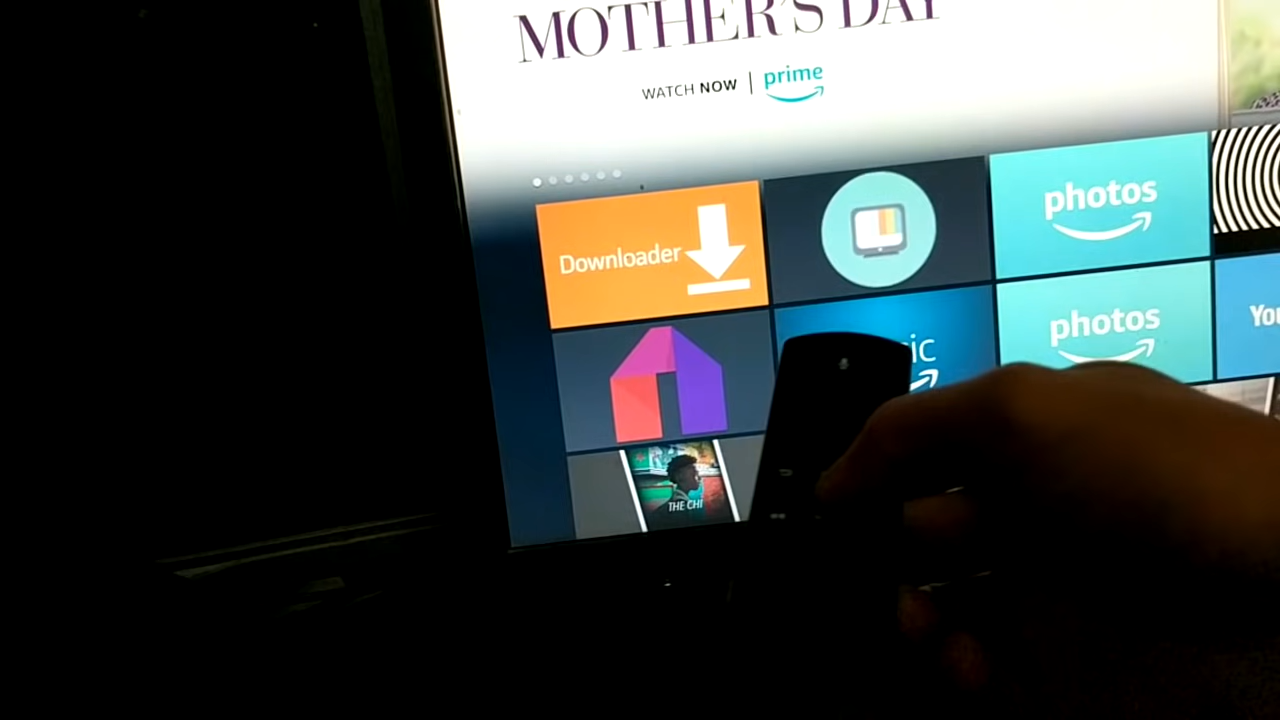 MOTHER'S DAY
WATCH NOW | prime
Downloader
photos
photos
THE CHI